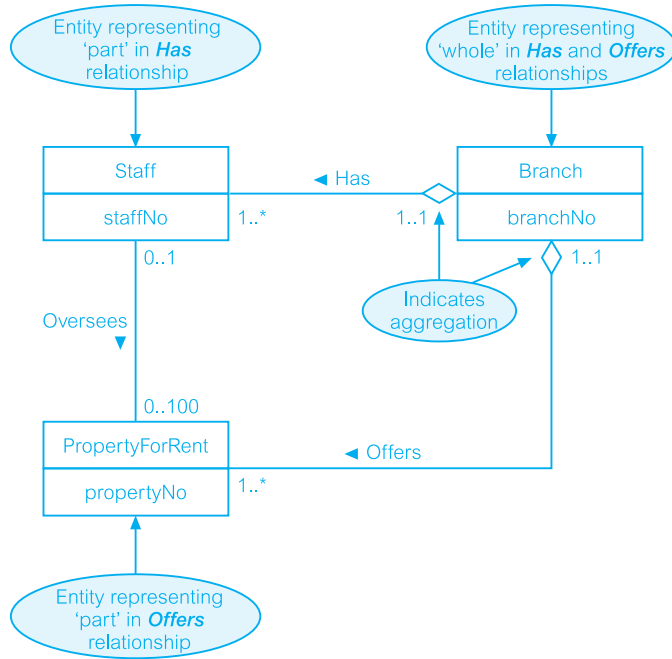 Entity representing
‘part’ in Has
relationship
Entity representing
‘whole’ in Has and Offers
relationships
Staff
staffNo
◄ Has
1..*
1..1
Branch
branchNo
0..1
1..1
Indicates
aggregation
Oversees
▼
0..100
PropertyForRent
propertyNo
◄ Offers
1..*
Entity representing
‘part’ in Offers
relationship